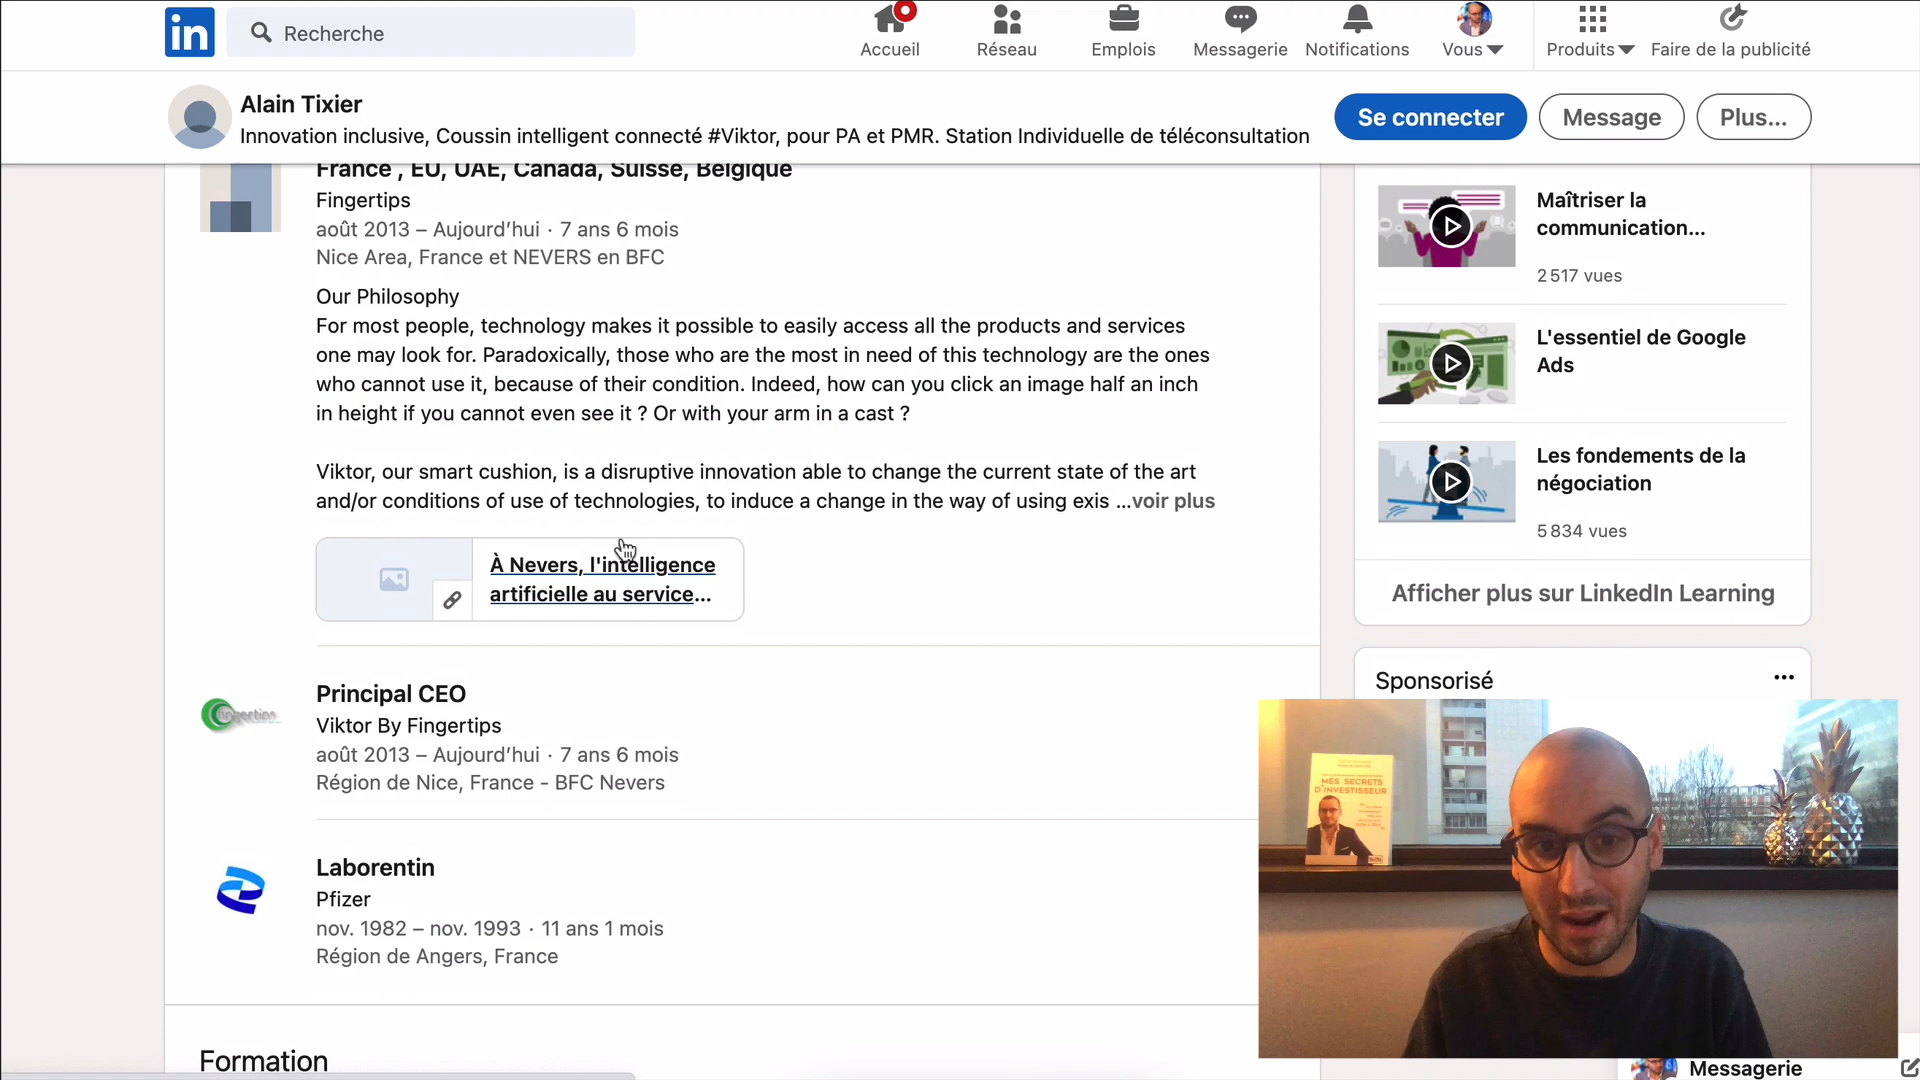 in
Recherche
Accueil
Réseau
Emplois
Messagerie
Notifications
Vous
Produits
Faire de la publicité
Alain Tixier
Innovation inclusive, Coussin intelligent connecté #Viktor, pour PA et PMR. Station Individuelle de téléconsultation
Se connecter
Message
Plus...
France , EU, UAE, Canada, Suisse, Belgique
Fingertips
août 2013 – Aujourd'hui · 7 ans 6 mois
Nice Area, France et NEVERS en BFC
Our Philosophy
For most people, technology makes it possible to easily access all the products and services
one may look for. Paradoxically, those who are the most in need of this technology are the ones
who cannot use it, because of their condition. Indeed, how can you click an image half an inch
in height if you cannot even see it ? Or with your arm in a cast ?
Viktor, our smart cushion, is a disruptive innovation able to change the current state of the art
and/or conditions of use of technologies, to induce a change in the way of using exis ...voir plus
À Nevers, l'intelligence
artificielle au service...
Principal CEO
Viktor By Fingertips
août 2013 – Aujourd'hui · 7 ans 6 mois
Région de Nice, France - BFC Nevers
Laborentin
Pfizer
nov. 1982 – nov. 1993 · 11 ans 1 mois
Région de Angers, France
Formation
Maîtriser la
communication...
2 517 vues
L'essentiel de Google
Ads
Les fondements de la
négociation
5 834 vues
Afficher plus sur LinkedIn Learning
Sponsorisé
MES SECRETS
D'INVESTISSEUR
Messagerie